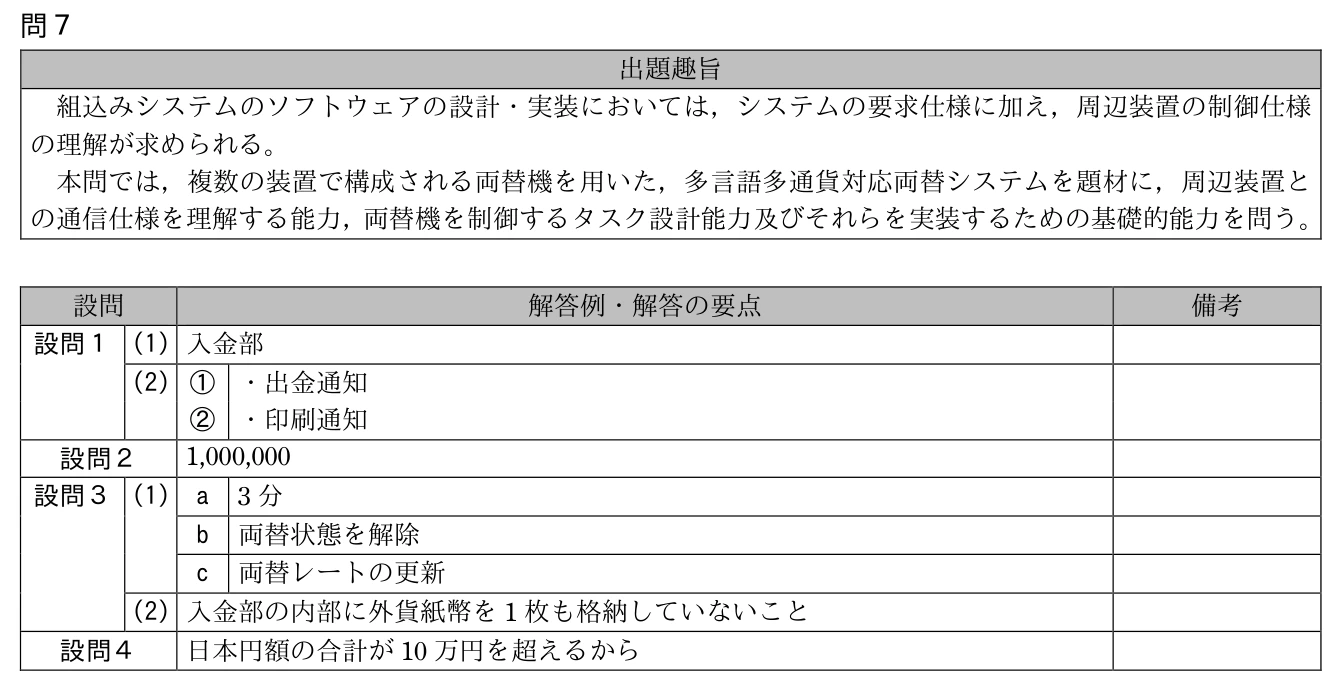 問7
出題趣旨
組込みシステムのソフトウェアの設計・実装においては，システムの要求仕様に加え，周辺装置の制御仕様
の理解が求められる。
本問では，複数の装置で構成される両替機を用いた，多言語多通貨対応両替システムを題材に，周辺装置と
の通信仕様を理解する能力，両替機を制御するタスク設計能力及びそれらを実装するための基礎的能力を問う。
設問 解答例・解答の要点 備考
設問1 (1) 入金部
(2) ① ・出金通知
② ・印刷通知
設問2 1,000,000
設問3 (1) a 3 分
b 両替状態を解除
c 両替レートの更新
(2) 入金部の内部に外貨紙幣を 1 枚も格納していないこと
設問4 日本円額の合計が 10 万円を超えるから